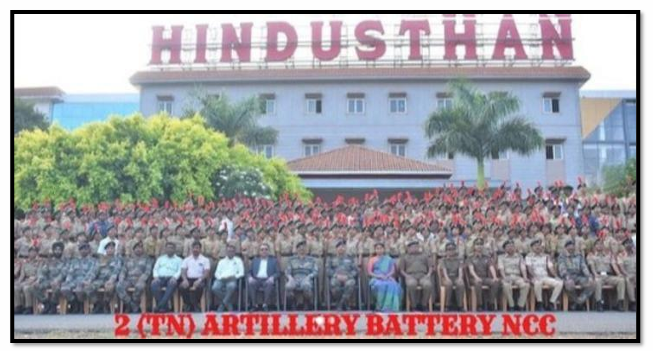 HINDUSTHAN
2 (TN) ARTILLERY BATTERY NCC